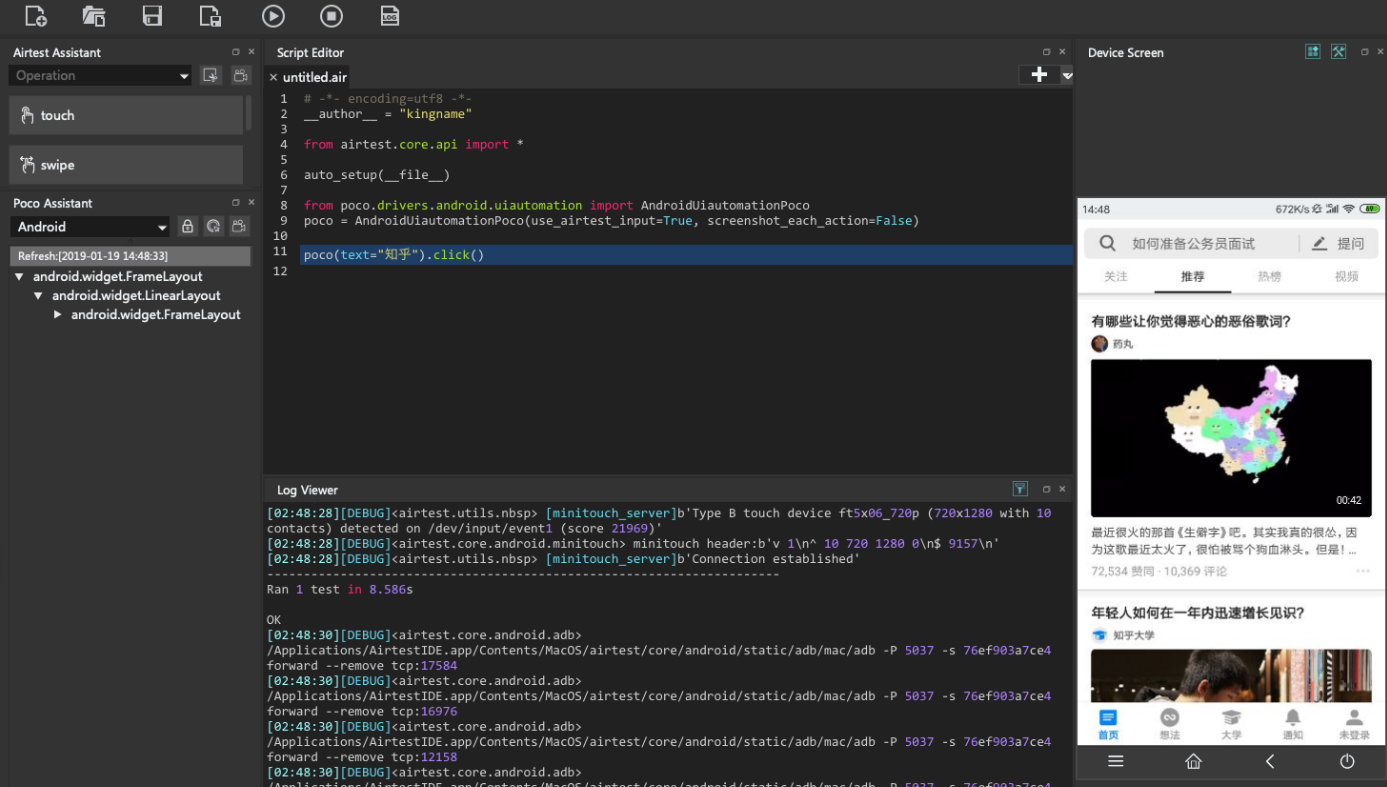 LOG
Airtest Assistant
Operation
touch
swipe
Poco Assistant
Android
Refresh:[2019-01-19 14:48:33]
android.widget.FrameLayout
android.widget.LinearLayout
android.widget.FrameLayout
Script Editor
untitled.air
1 # -*- encoding=utf8 -*-
2 __author__ = "kingname"
3
4 from airtest.core.api import *
5
6 auto_setup(__file__)
7
8 from poco.drivers.android.uiautomation import AndroidUiautomationPoco
9 poco = AndroidUiautomationPoco(use_airtest_input=True, screenshot_each_action=False)
10
11 poco(text="知乎").click()
12
Log Viewer
[02:48:28][DEBUG]<airtest.utils.nbsp> [minitouch_server]b'Type B touch device ft5x06_720p (720x1280 with 10
contacts) detected on /dev/input/event1 (score 21969)'
[02:48:28][DEBUG]<airtest.core.android.minitouch> minitouch header:b'v 1\n^ 10 720 1280 0\n$ 9157\n'
[02:48:28][DEBUG]<airtest.utils.nbsp> [minitouch_server]b'Connection established'
----------------------------------------------------------------------
Ran 1 test in 8.586s
OK
[02:48:30][DEBUG]<airtest.core.android.adb>
/Applications/AirtestIDE.app/Contents/MacOS/airtest/core/android/static/adb/mac/adb -P 5037 -s 76ef903a7ce4
forward --remove tcp:17584
[02:48:30][DEBUG]<airtest.core.android.adb>
/Applications/AirtestIDE.app/Contents/MacOS/airtest/core/android/static/adb/mac/adb -P 5037 -s 76ef903a7ce4
forward --remove tcp:16976
[02:48:30][DEBUG]<airtest.core.android.adb>
/Applications/AirtestIDE.app/Contents/MacOS/airtest/core/android/static/adb/mac/adb -P 5037 -s 76ef903a7ce4
forward --remove tcp:12158
[02:48:30][DEBUG]<airtest.core.android.adb>
/Applications/AirtestIDE.app/Contents/MacOS/airtest/core/android/static/adb/mac/adb -P 5037 -s 76ef903a7ce4
Device Screen
14:48 672K/s
如何准备公务员面试 提问
关注 推荐 热榜 视频
有哪些让你觉得恶心的恶俗歌词?
药丸
00:42
最近很火的那首《生僻字》吧。其实我真的很怂，因
为这歌最近太火了，很怕被骂个狗血淋头。但是！...
72,534 赞同 · 10,369 评论
年轻人如何在一年内迅速增长见识?
知乎大学
首页 想法 大学 通知 未登录